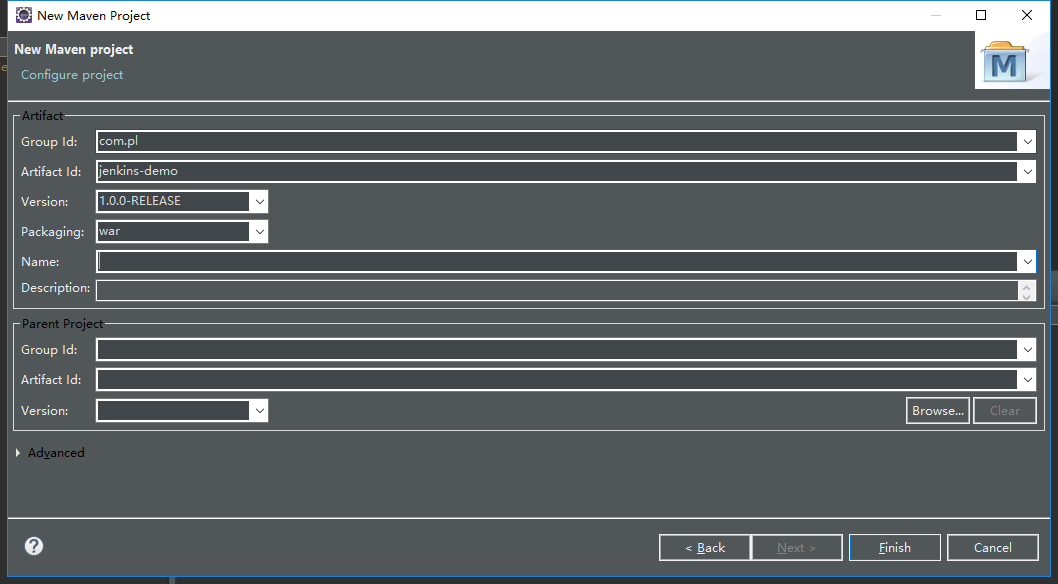 New Maven Project
New Maven project
Configure project
M
Artifact
Group Id: com.pl
Artifact Id: jenkins-demo
Version: 1.0.0-RELEASE
Packaging: war
Name:
Description:
Parent Project
Group Id:
Artifact Id:
Version:
Browse... Clear
Advanced
? < Back Next > Finish Cancel